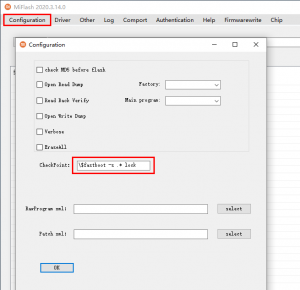 MiFlash 2020.3.14.0
Configuration Driver Other Log Comport Authentication Help Firmwarewrite Chip
Configuration
check MD5 before flash
Open Read Dump Factory:
Read Back Verify Main program:
Open Write Dump
Verbose
EraseAll
CheckPoint: \$fastboot -s .* lock
RawProgram xml: select
Patch xml: select
OK